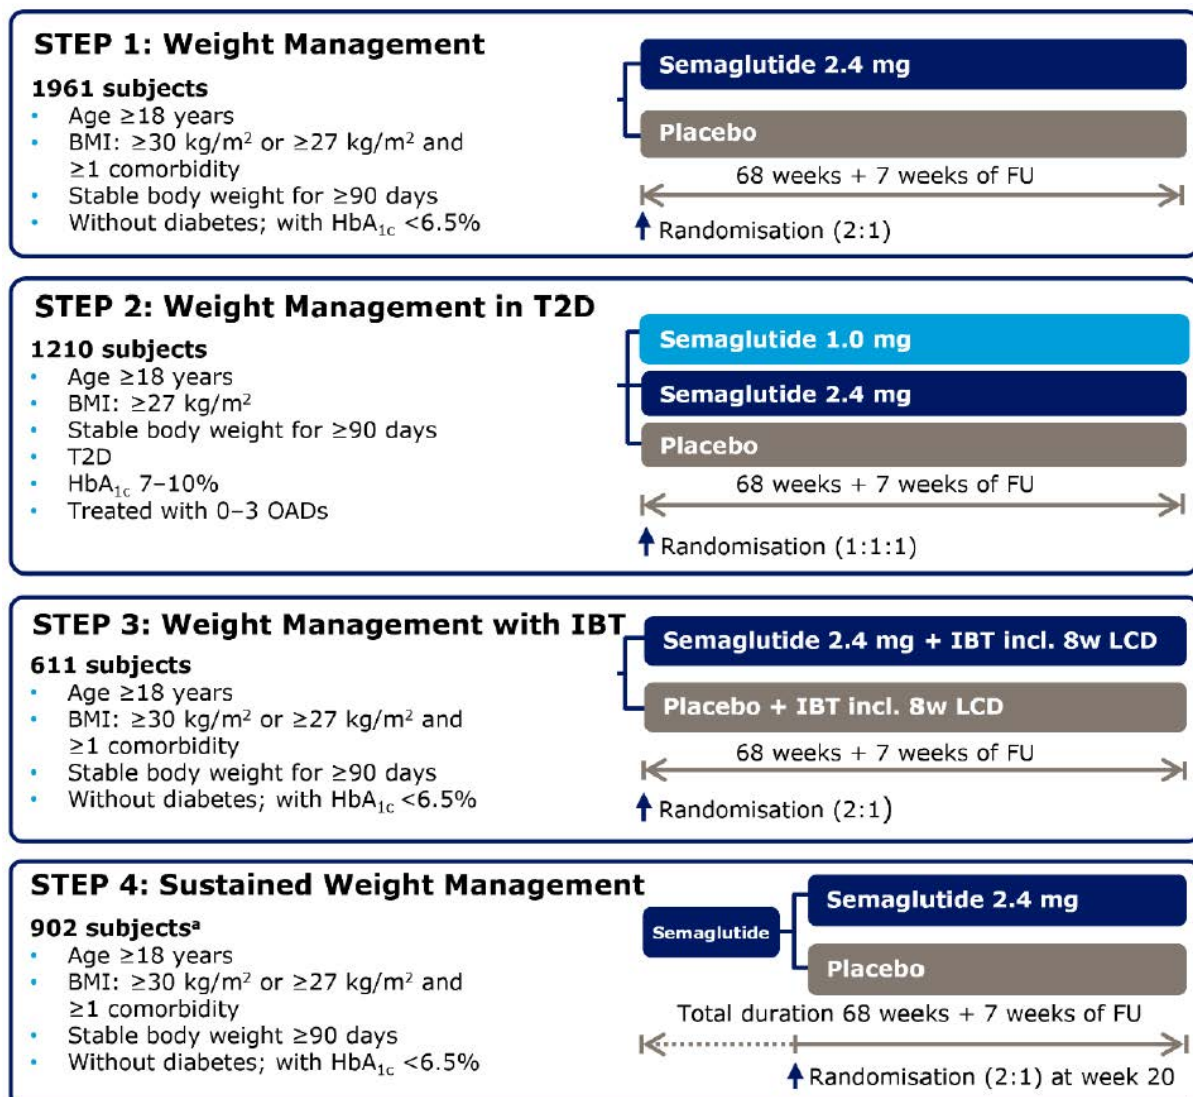 STEP 1: Weight Management
1961 subjects
• Age ≥18 years
• BMI: ≥30 kg/m² or ≥27 kg/m² and
≥1 comorbidity
• Stable body weight for ≥90 days
• Without diabetes; with HbA₁c <6.5%
Semaglutide 2.4 mg
Placebo
68 weeks + 7 weeks of FU
Randomisation (2:1)
STEP 2: Weight Management in T2D
1210 subjects
• Age ≥18 years
• BMI: ≥27 kg/m²
• Stable body weight for ≥90 days
• T2D
• HbA₁c 7–10%
• Treated with 0–3 OADs
Semaglutide 1.0 mg
Semaglutide 2.4 mg
Placebo
68 weeks + 7 weeks of FU
Randomisation (1:1:1)
STEP 3: Weight Management with IBT
611 subjects
• Age ≥18 years
• BMI: ≥30 kg/m² or ≥27 kg/m² and
≥1 comorbidity
• Stable body weight for ≥90 days
• Without diabetes; with HbA₁c <6.5%
Semaglutide 2.4 mg + IBT incl. 8w LCD
Placebo + IBT incl. 8w LCD
68 weeks + 7 weeks of FU
Randomisation (2:1)
STEP 4: Sustained Weight Management
902 subjectsᵃ
• Age ≥18 years
• BMI: ≥30 kg/m² or ≥27 kg/m² and
≥1 comorbidity
• Stable body weight ≥90 days
• Without diabetes; with HbA₁c <6.5%
Semaglutide
Semaglutide 2.4 mg
Placebo
Total duration 68 weeks + 7 weeks of FU
Randomisation (2:1) at week 20